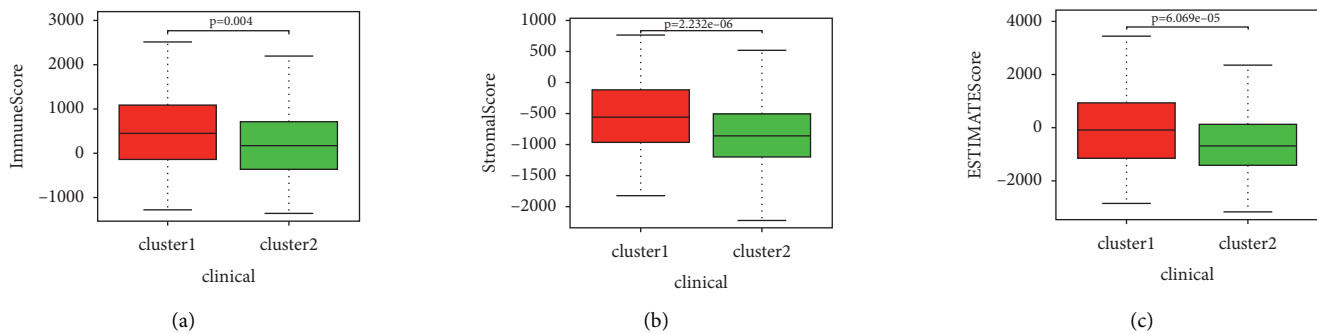 p=0.004
3000
2000
1000
0
−1000
ImmuneScore
cluster1 cluster2
clinical
(a)
p=2.232e−06
1000
500
0
−500
−1000
−1500
−2000
StromalScore
cluster1 cluster2
clinical
(b)
p=6.069e−05
4000
2000
0
−2000
ESTIMATEScore
cluster1 cluster2
clinical
(c)